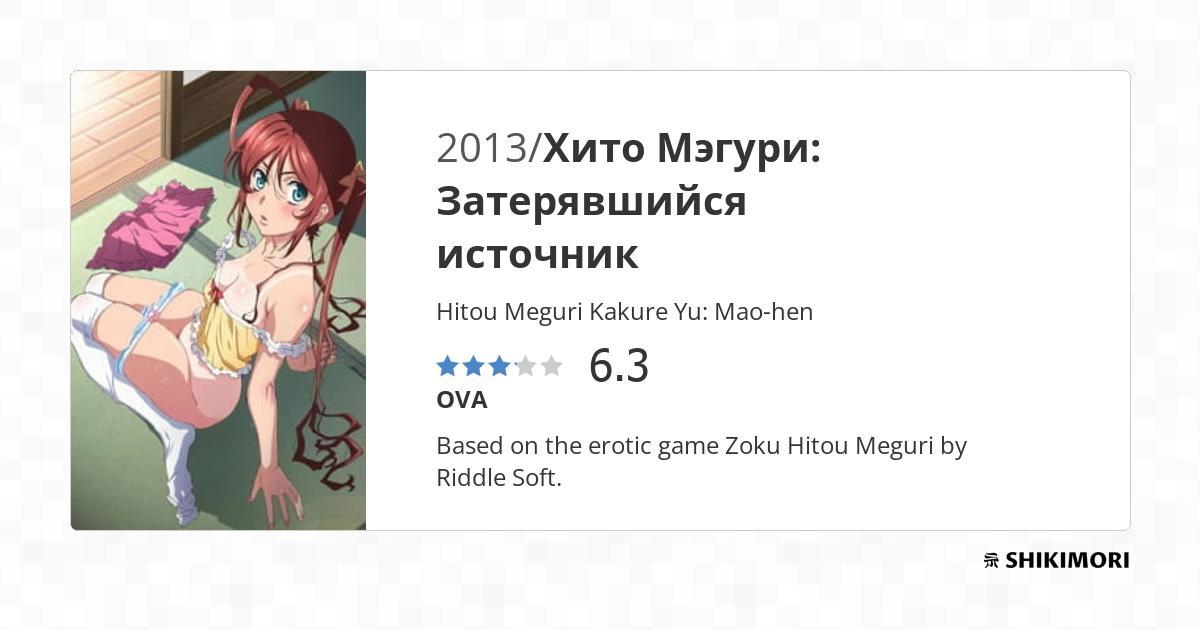 2013/Хито Мэгури:
Затерявшийся
источник
Hitou Meguri Kakure Yu: Mao-hen
6.3
OVA
Based on the erotic game Zoku Hitou Meguri by
Riddle Soft.
SHIKIMORI